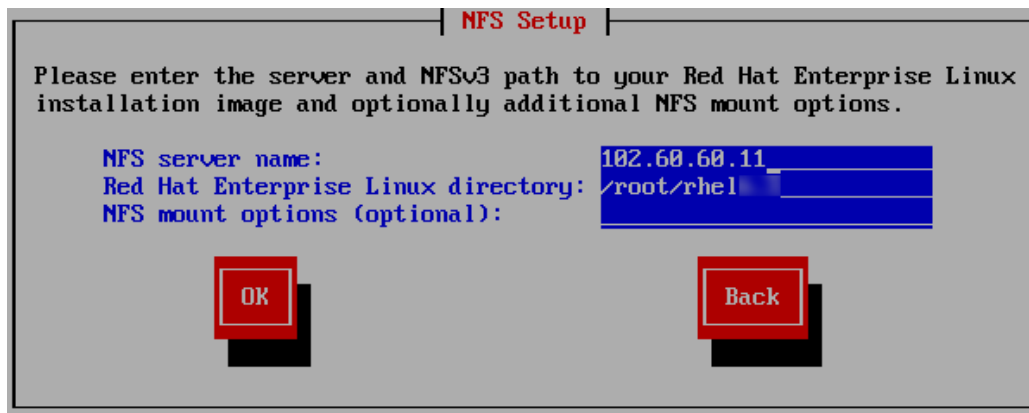 NFS Setup
Please enter the server and NFSv3 path to your Red Hat Enterprise Linux
installation image and optionally additional NFS mount options.
NFS server name: 102.60.60.11
Red Hat Enterprise Linux directory: /root/rhel
NFS mount options (optional):
OK Back